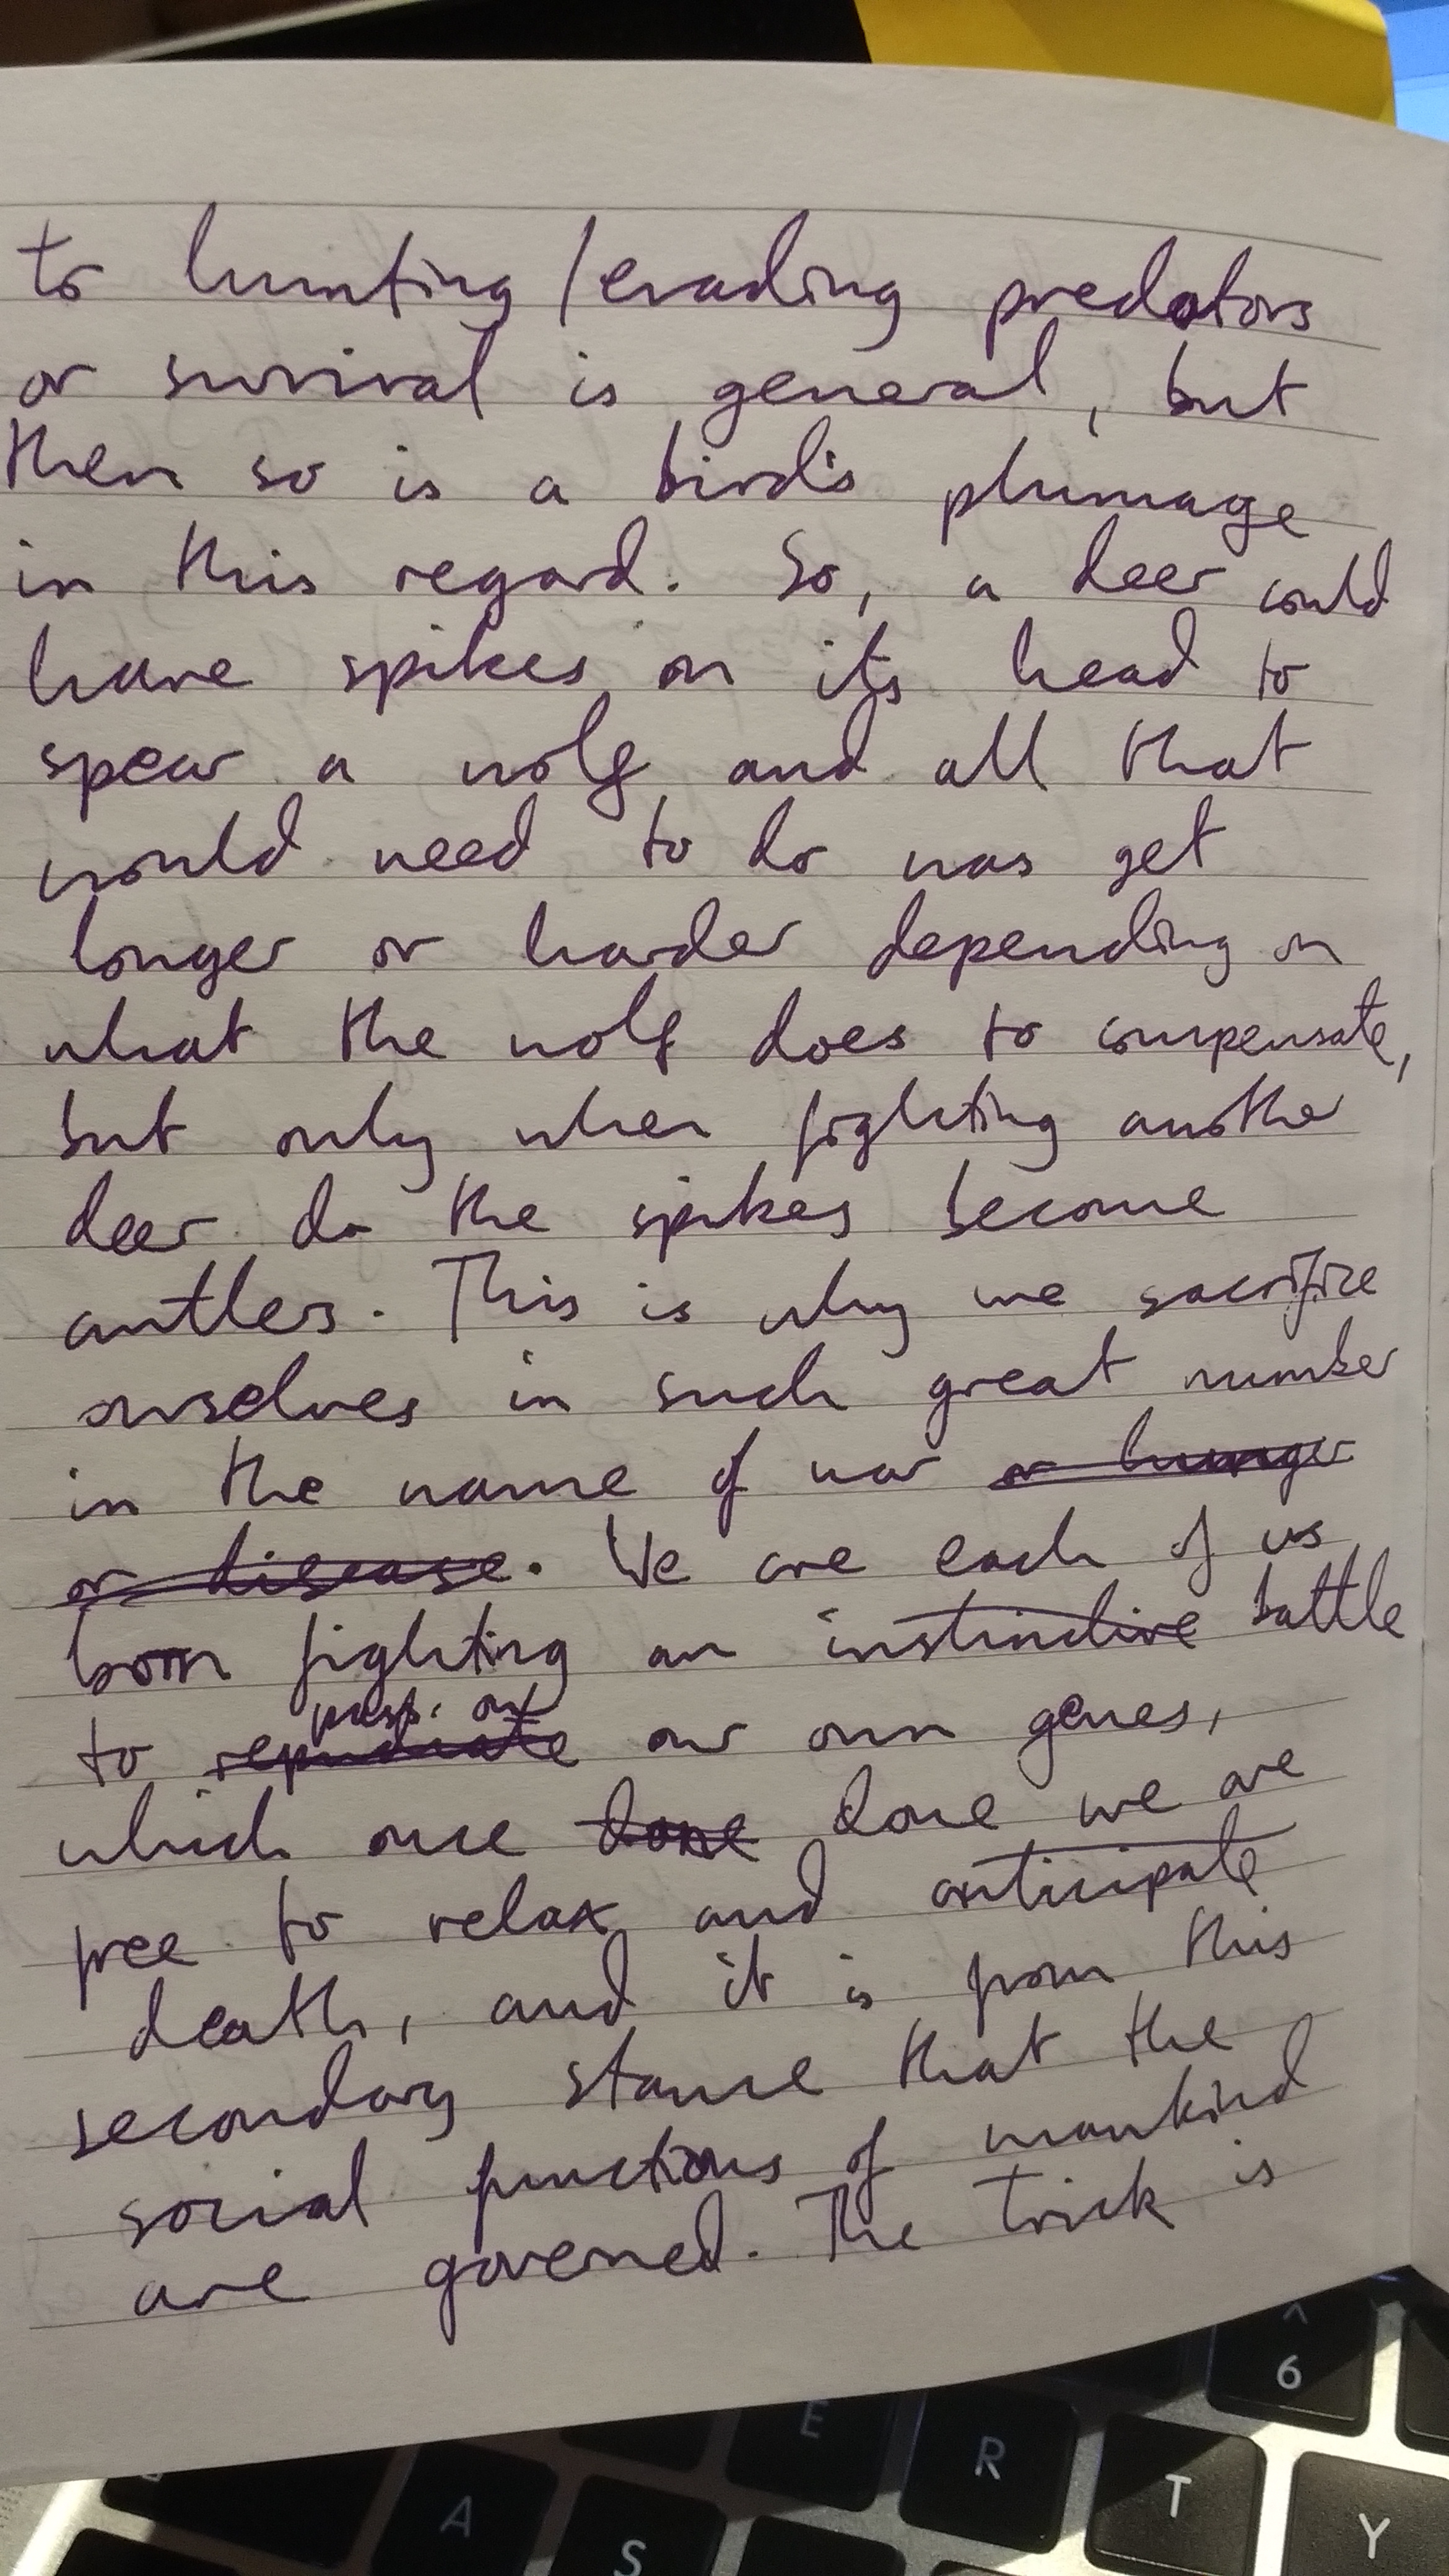 to hunting / evading predators
or survival is general, but
then so is a bird's plumage
in this regard. So, a deer could
have spikes on its head to
spear a wolf and all that
would need to do was get
longer or harder depending on
what the wolf does to compensate,
but only when fighting another
deer do the spikes become
antlers. This is why we sacrifice
ourselves in such great number
in the name of war or hunger
or disease. We are each of us
born fighting an instinctive battle
pass on
to repudiate our own genes,
which once done done we are
free to relax and anticipate
death, and it is from this
secondary stance that the
social functions of mankind
are governed. The trick is
6
E R T Y
A S